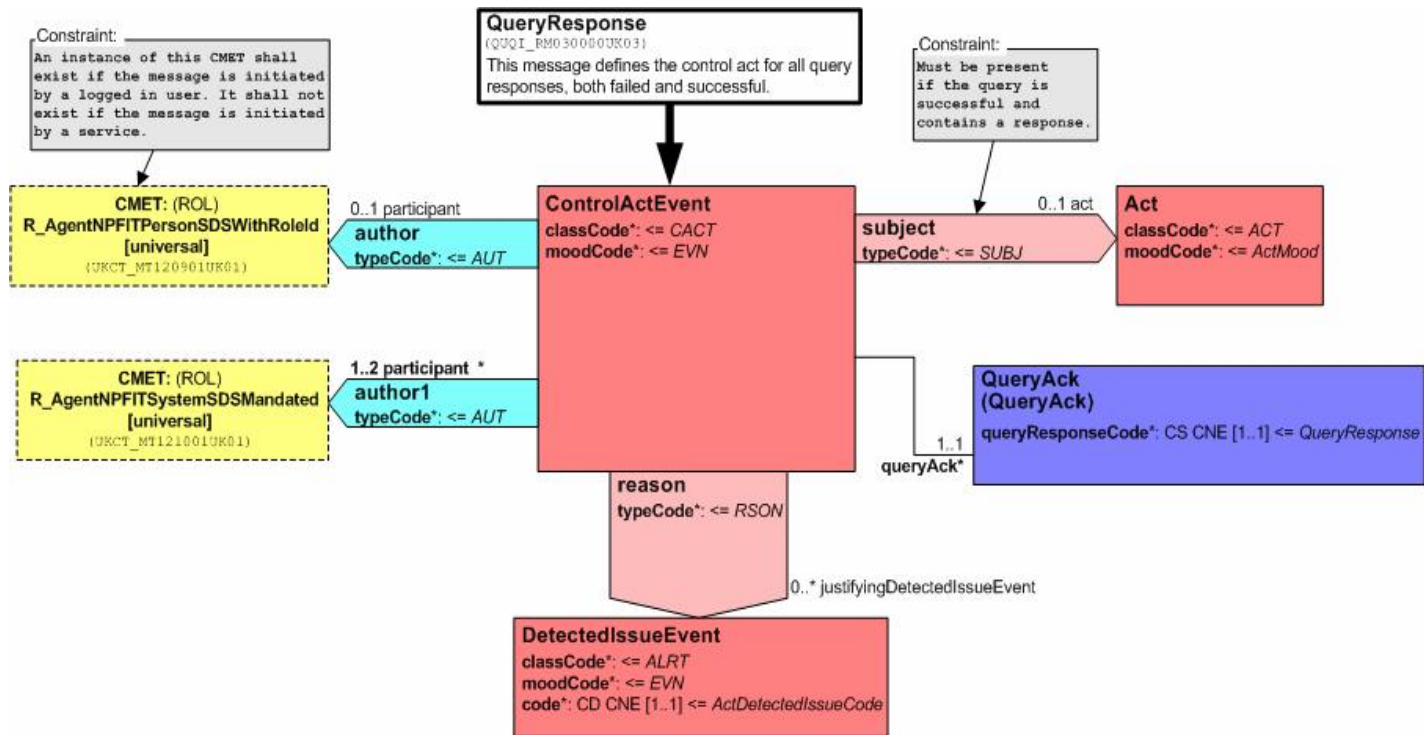 Constraint:
An instance of this CMET shall
exist if the message is initiated
by a logged in user. It shall not
exist if the message is initiated
by a service.
QueryResponse
(QUQI_RM030000UK03)
This message defines the control act for all query
responses, both failed and successful.
Constraint:
Must be present
if the query is
successful and
contains a response.
CMET: (ROL)
R_AgentNPFITPersonSDSWithRoleId
[universal]
(UKCT_MT120901UK01)
0..1 participant
author
typeCode*: <= AUT
ControlActEvent
classCode*: <= CACT
moodCode*: <= EVN
0..1 act
subject
typeCode*: <= SUBJ
Act
classCode*: <= ACT
moodCode*: <= ActMood
CMET: (ROL)
R_AgentNPFITSystemSDSMandated
[universal]
(UKCT_MT121001UK01)
1..2 participant *
author1
typeCode*: <= AUT
QueryAck
(QueryAck)
queryResponseCode*: CS CNE [1..1] <= QueryResponse
1..1
queryAck*
reason
typeCode*: <= RSON
0..* justifyingDetectedIssueEvent
DetectedIssueEvent
classCode*: <= ALRT
moodCode*: <= EVN
code*: CD CNE [1..1] <= ActDetectedIssueCode